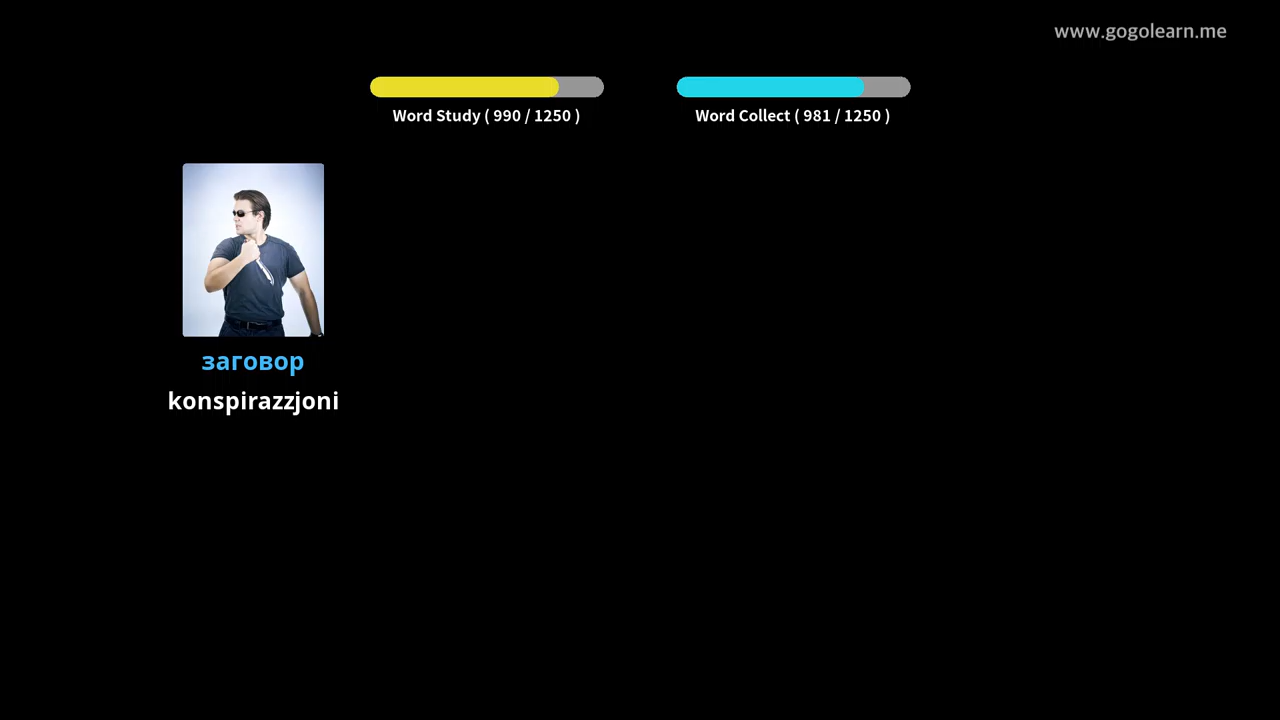 www.gogolearn.me
Word Study ( 990 / 1250 )
Word Collect ( 981 / 1250 )
заговор
konspirazzjoni